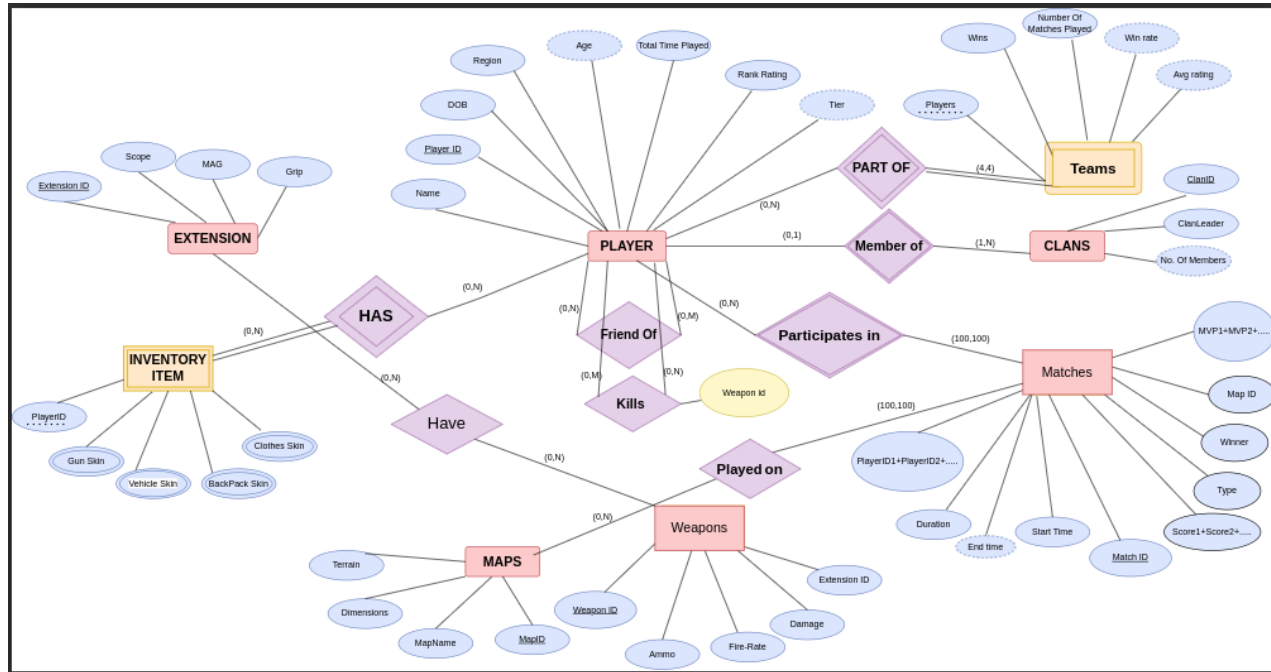 Number Of
Matches Played
Wins
Win rate
Avg rating
Players
Teams
Age
Total Time Played
Region
Rank Rating
DOB
Tier
Player ID
Name
PLAYER
PART OF
(4,4)
(0,N)
Scope
MAG
Grip
Extension ID
EXTENSION
ClanID
ClanLeader
No. Of Members
CLANS
(0,1)
Member of
(1,N)
HAS
(0,N)
(0,N)
INVENTORY
ITEM
PlayerID
Gun Skin
Vehicle Skin
BackPack Skin
Clothes Skin
(0,N)
Friend Of
(0,M)
(0,M)
Kills
(0,N)
Weapon id
(0,N)
Participates in
(100,100)
Matches
MVP1+MVP2+.....
Map ID
Winner
Type
Score1+Score2+.....
Match ID
Start Time
End time
Duration
PlayerID1+PlayerID2+.....
(100,100)
Played on
(0,N)
(0,N)
Have
(0,N)
Weapons
Extension ID
Damage
Fire-Rate
Ammo
Weapon ID
MAPS
Terrain
Dimensions
MapName
MapID